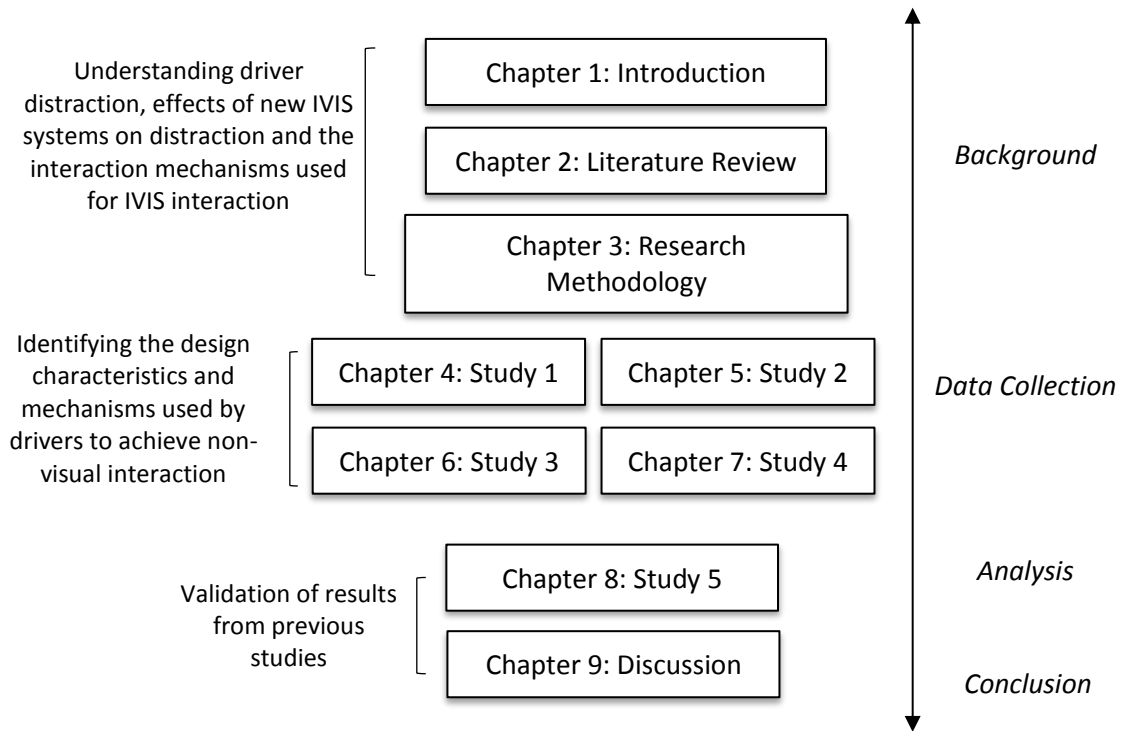 Understanding driver
distraction, effects of new IVIS
systems on distraction and the
interaction mechanisms used
for IVIS interaction
Chapter 1: Introduction
Chapter 2: Literature Review
Chapter 3: Research
Methodology
Background
Identifying the design
characteristics and
mechanisms used by
drivers to achieve non-
visual interaction
Chapter 4: Study 1
Chapter 5: Study 2
Chapter 6: Study 3
Chapter 7: Study 4
Data Collection
Validation of results
from previous
studies
Chapter 8: Study 5
Chapter 9: Discussion
Analysis
Conclusion